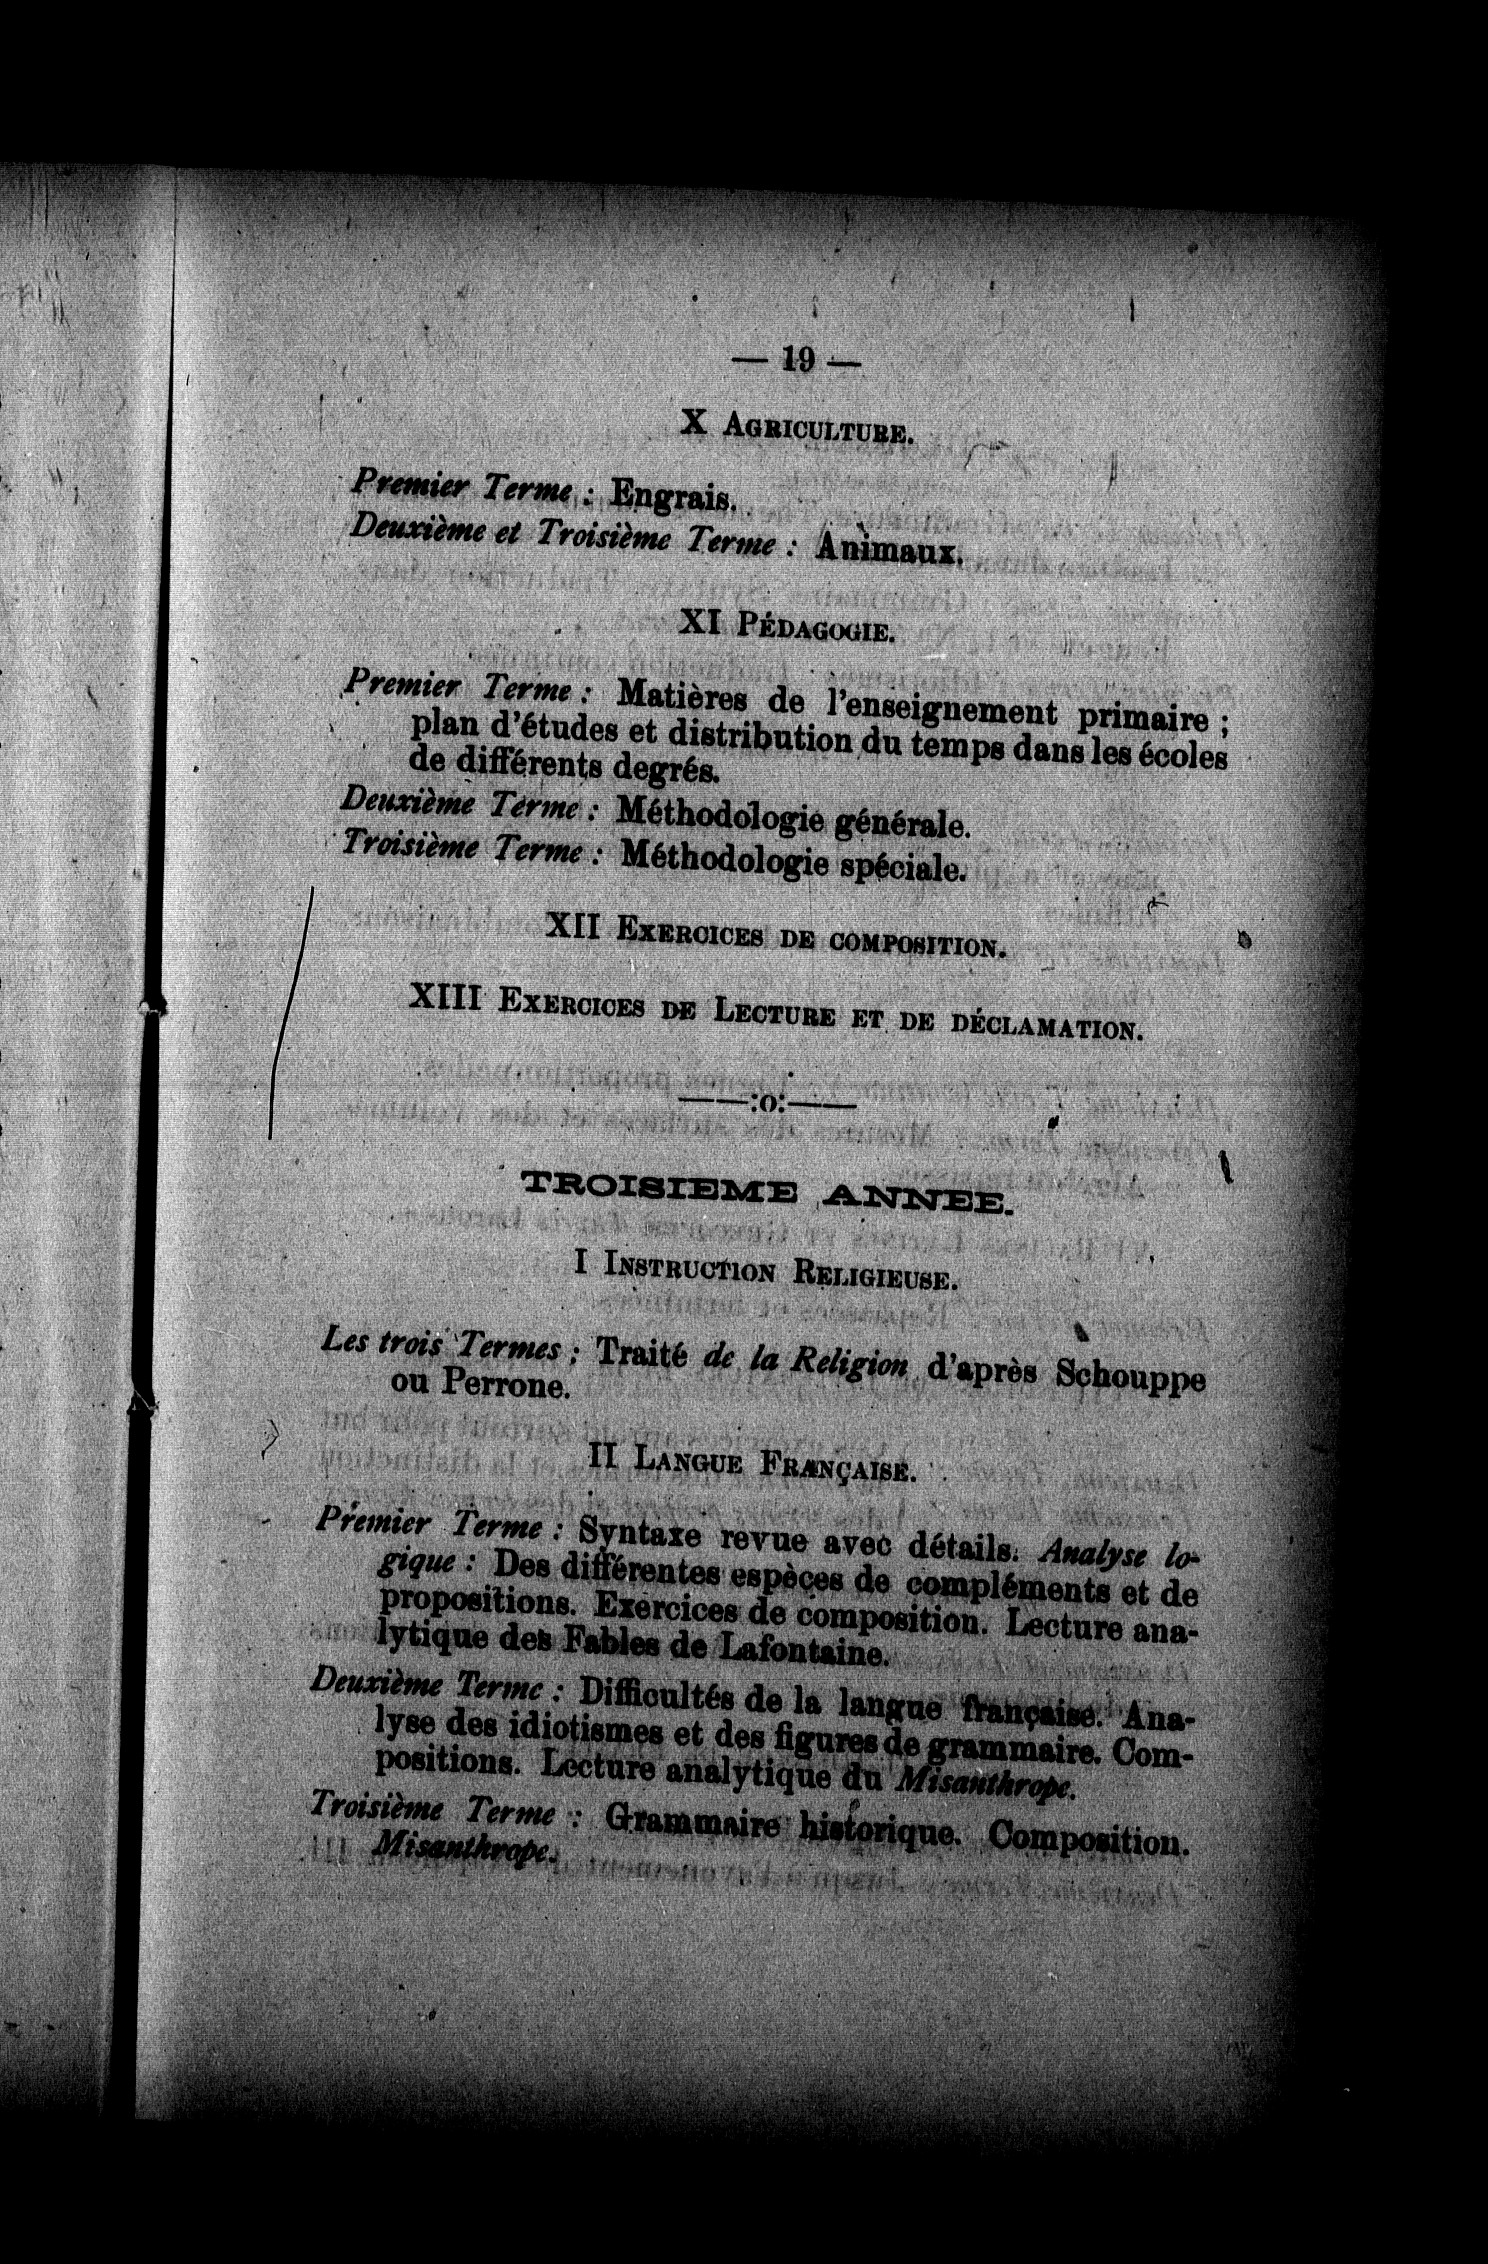 — 19 —
X AGRICULTURE.
Premier Terme : Engrais.
Deuxième et Troisième Terme : Animaux.
XI PÉDAGOGIE.
Premier Terme : Matières de l'enseignement primaire ;
plan d'études et distribution du temps dans les écoles
de différents degrés.
Deuxième Terme : Méthodologie générale.
Troisième Terme : Méthodologie spéciale.
XII EXERCICES DE COMPOSITION.
XIII EXERCICES DE LECTURE ET DE DÉCLAMATION.
——:o:——
TROISIEME ANNEE.
I INSTRUCTION RELIGIEUSE.
Les trois Termes : Traité de la Religion d'après Schouppe
ou Perrone.
II LANGUE FRANÇAISE.
Premier Terme : Syntaxe revue avec détails. Analyse lo-
gique : Des différentes espèces de compléments et de
propositions. Exercices de composition. Lecture ana-
lytique des Fables de Lafontaine.
Deuxième Terme : Difficultés de la langue française. Ana-
lyse des idiotismes et des figures de grammaire. Com-
positions. Lecture analytique du Misanthrope.
Troisième Terme : Grammaire historique. Composition.
Misanthrope.